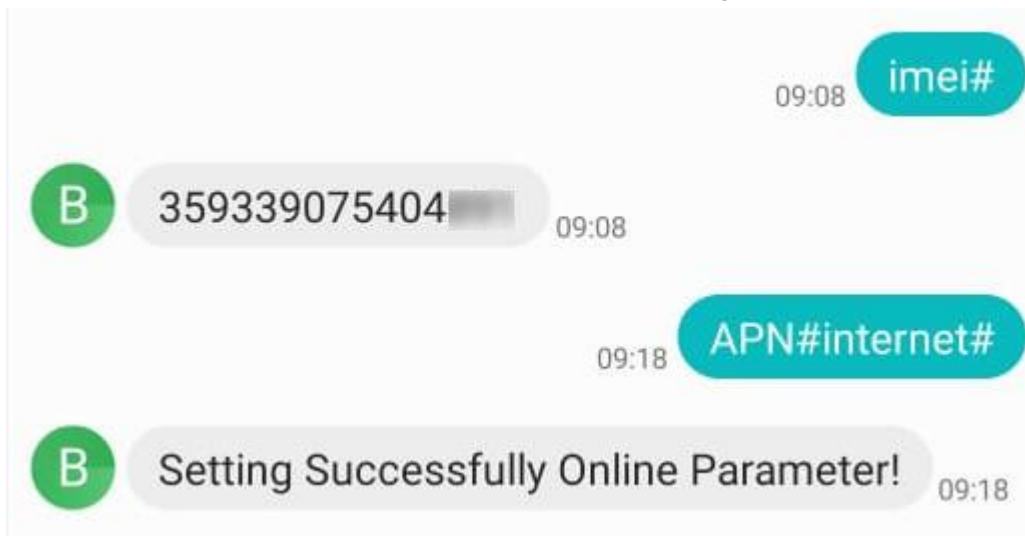 imei#
09:08
B
359339075404
09:08
APN#internet#
09:18
B
Setting Successfully Online Parameter!
09:18